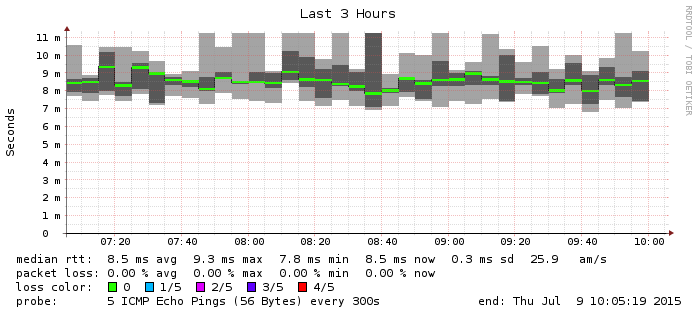 Last 3 Hours
RRDTOOL / TOBI OETIKER
Seconds
11 m
10 m
9 m
8 m
7 m
6 m
5 m
4 m
3 m
2 m
1 m
0
07:20 07:40 08:00 08:20 08:40 09:00 09:20 09:40 10:00
median rtt: 8.5 ms avg 9.3 ms max 7.8 ms min 8.5 ms now 0.3 ms sd 25.9 am/s
packet loss: 0.00 % avg 0.00 % max 0.00 % min 0.00 % now
loss color: 0 1/5 2/5 3/5 4/5
probe: 5 ICMP Echo Pings (56 Bytes) every 300s end: Thu Jul 9 10:05:19 2015